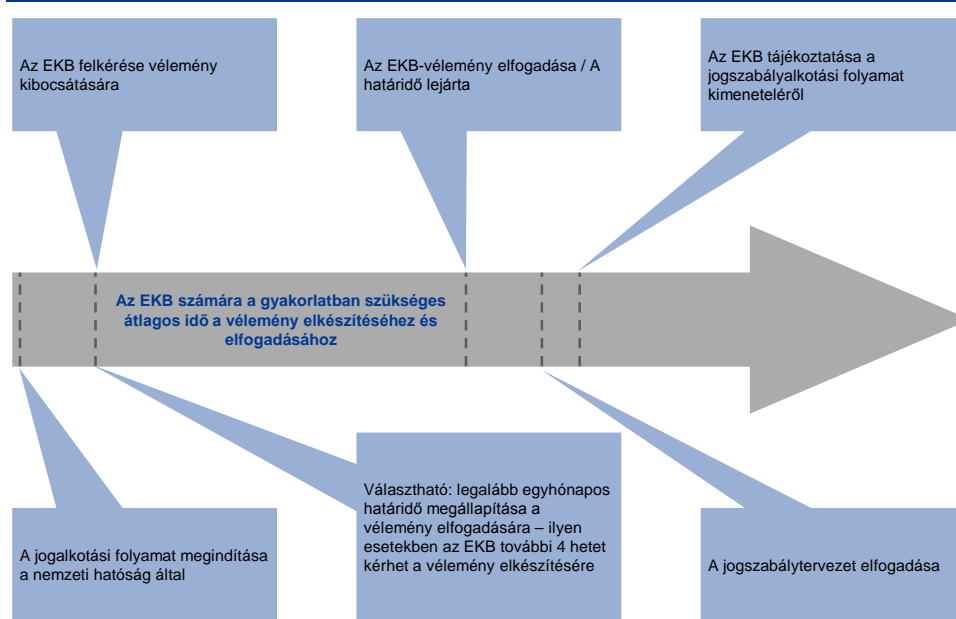 Az EKB felkérése vélemény
kibocsátására
Az EKB-vélemény elfogadása / A
határidő lejárta
Az EKB tájékoztatása a
jogszabályalkotási folyamat
kimeneteléről
Az EKB számára a gyakorlatban szükséges
átlagos idő a vélemény elkészítéséhez és
elfogadásához
A jogalkotási folyamat megindítása
a nemzeti hatóság által
Választható: legalább egyhónapos
határidő megállapítása a
vélemény elfogadására – ilyen
esetekben az EKB további 4 hetet
kérhet a vélemény elkészítésére
A jogszabálytervezet elfogadása